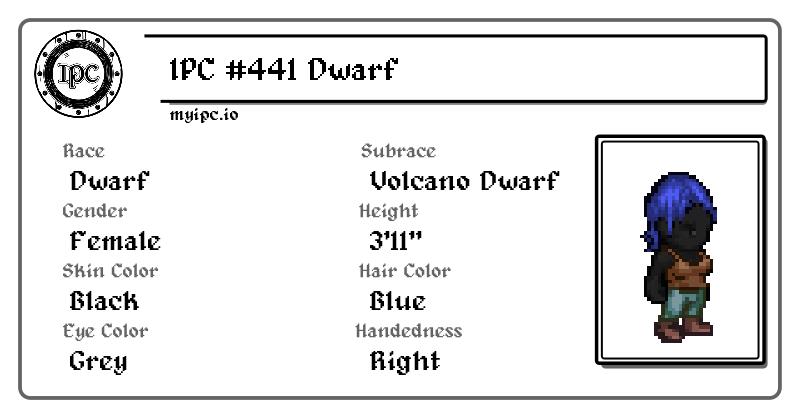 IPC
IPC #441 Dwarf
myipc.io
Race
Dwarf
Subrace
Volcano Dwarf
Gender
Female
Height
3'11"
Skin Color
Black
Hair Color
Blue
Eye Color
Grey
Handedness
Right